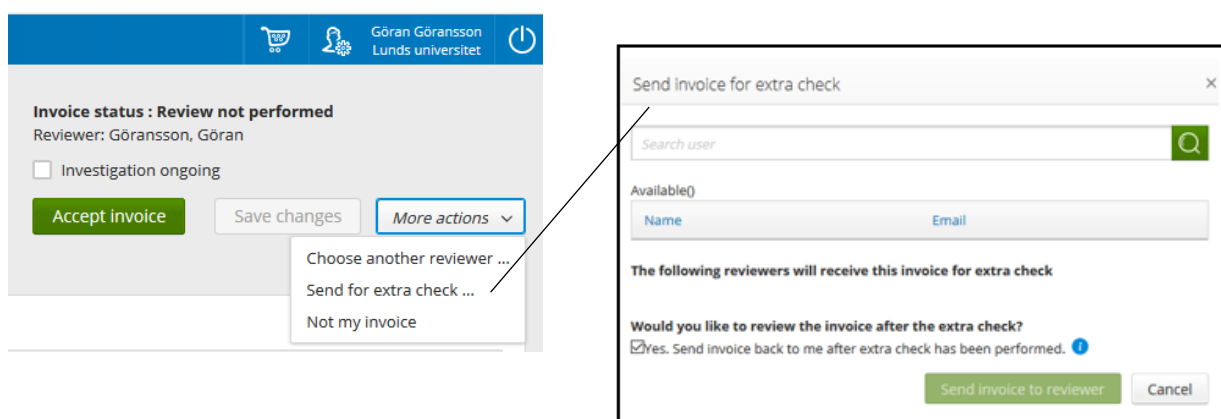 Göran Göransson
Lunds universitet
Invoice status : Review not performed
Reviewer: Göransson, Göran
Investigation ongoing
Accept invoice
Save changes
More actions
Choose another reviewer ...
Send for extra check ...
Not my invoice
Send invoice for extra check
Search user
Available()
Name Email
The following reviewers will receive this invoice for extra check
Would you like to review the invoice after the extra check?
Yes. Send invoice back to me after extra check has been performed.
Send invoice to reviewer Cancel